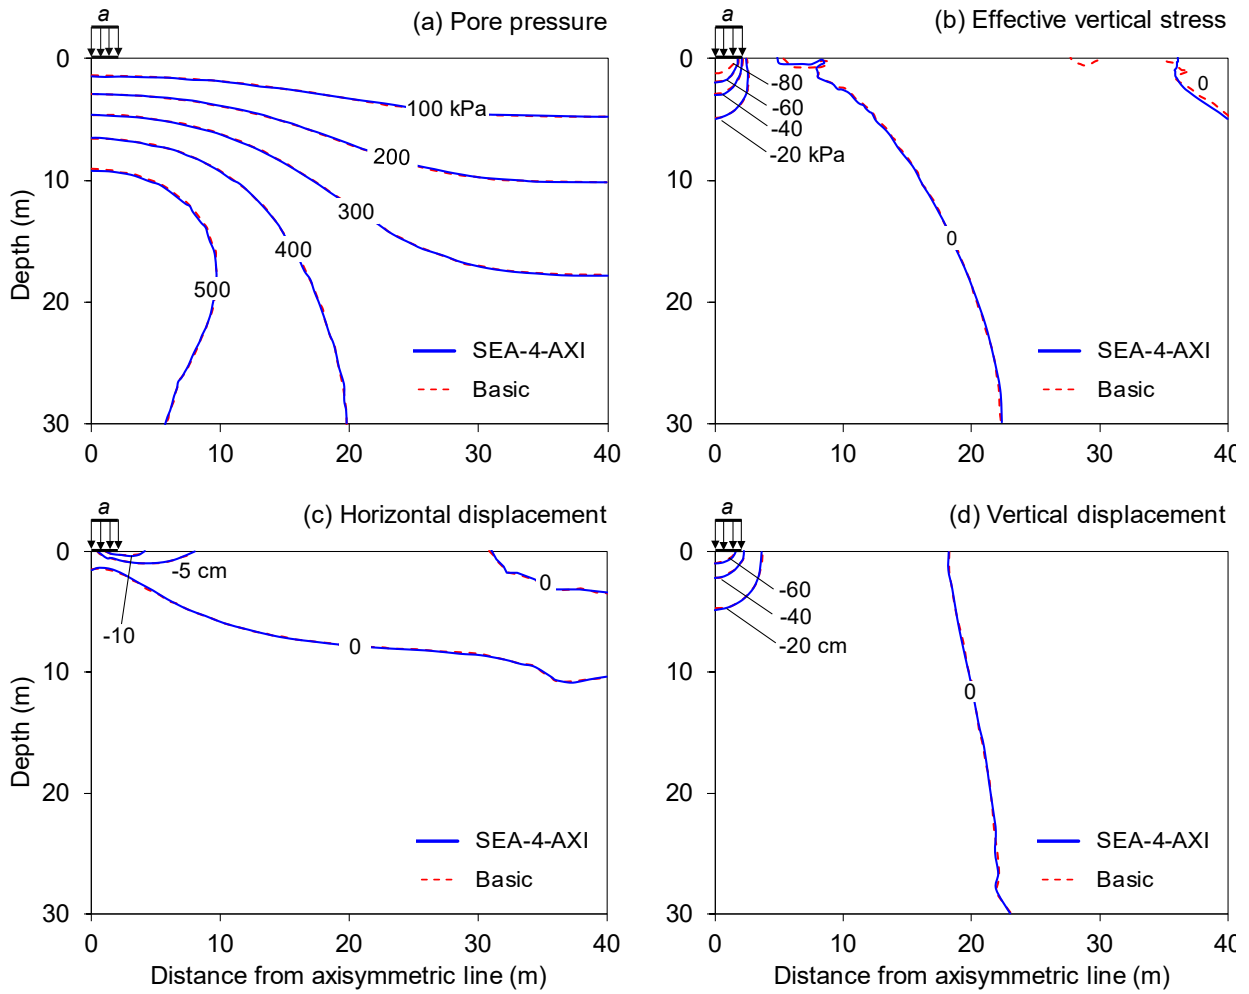 a
(a) Pore pressure
0
10
20
30
Depth (m)
100 kPa
200
300
400
500
SEA-4-AXI
Basic
0 10 20 30 40
a
(b) Effective vertical stress
0
10
20
30
-80
-60
-40
-20 kPa
0
0
SEA-4-AXI
Basic
0 10 20 30 40
a
(c) Horizontal displacement
0
10
20
30
Depth (m)
-5 cm
-10
0
0
SEA-4-AXI
Basic
0 10 20 30 40
Distance from axisymmetric line (m)
a
(d) Vertical displacement
0
10
20
30
-60
-40
-20 cm
0
SEA-4-AXI
Basic
0 10 20 30 40
Distance from axisymmetric line (m)